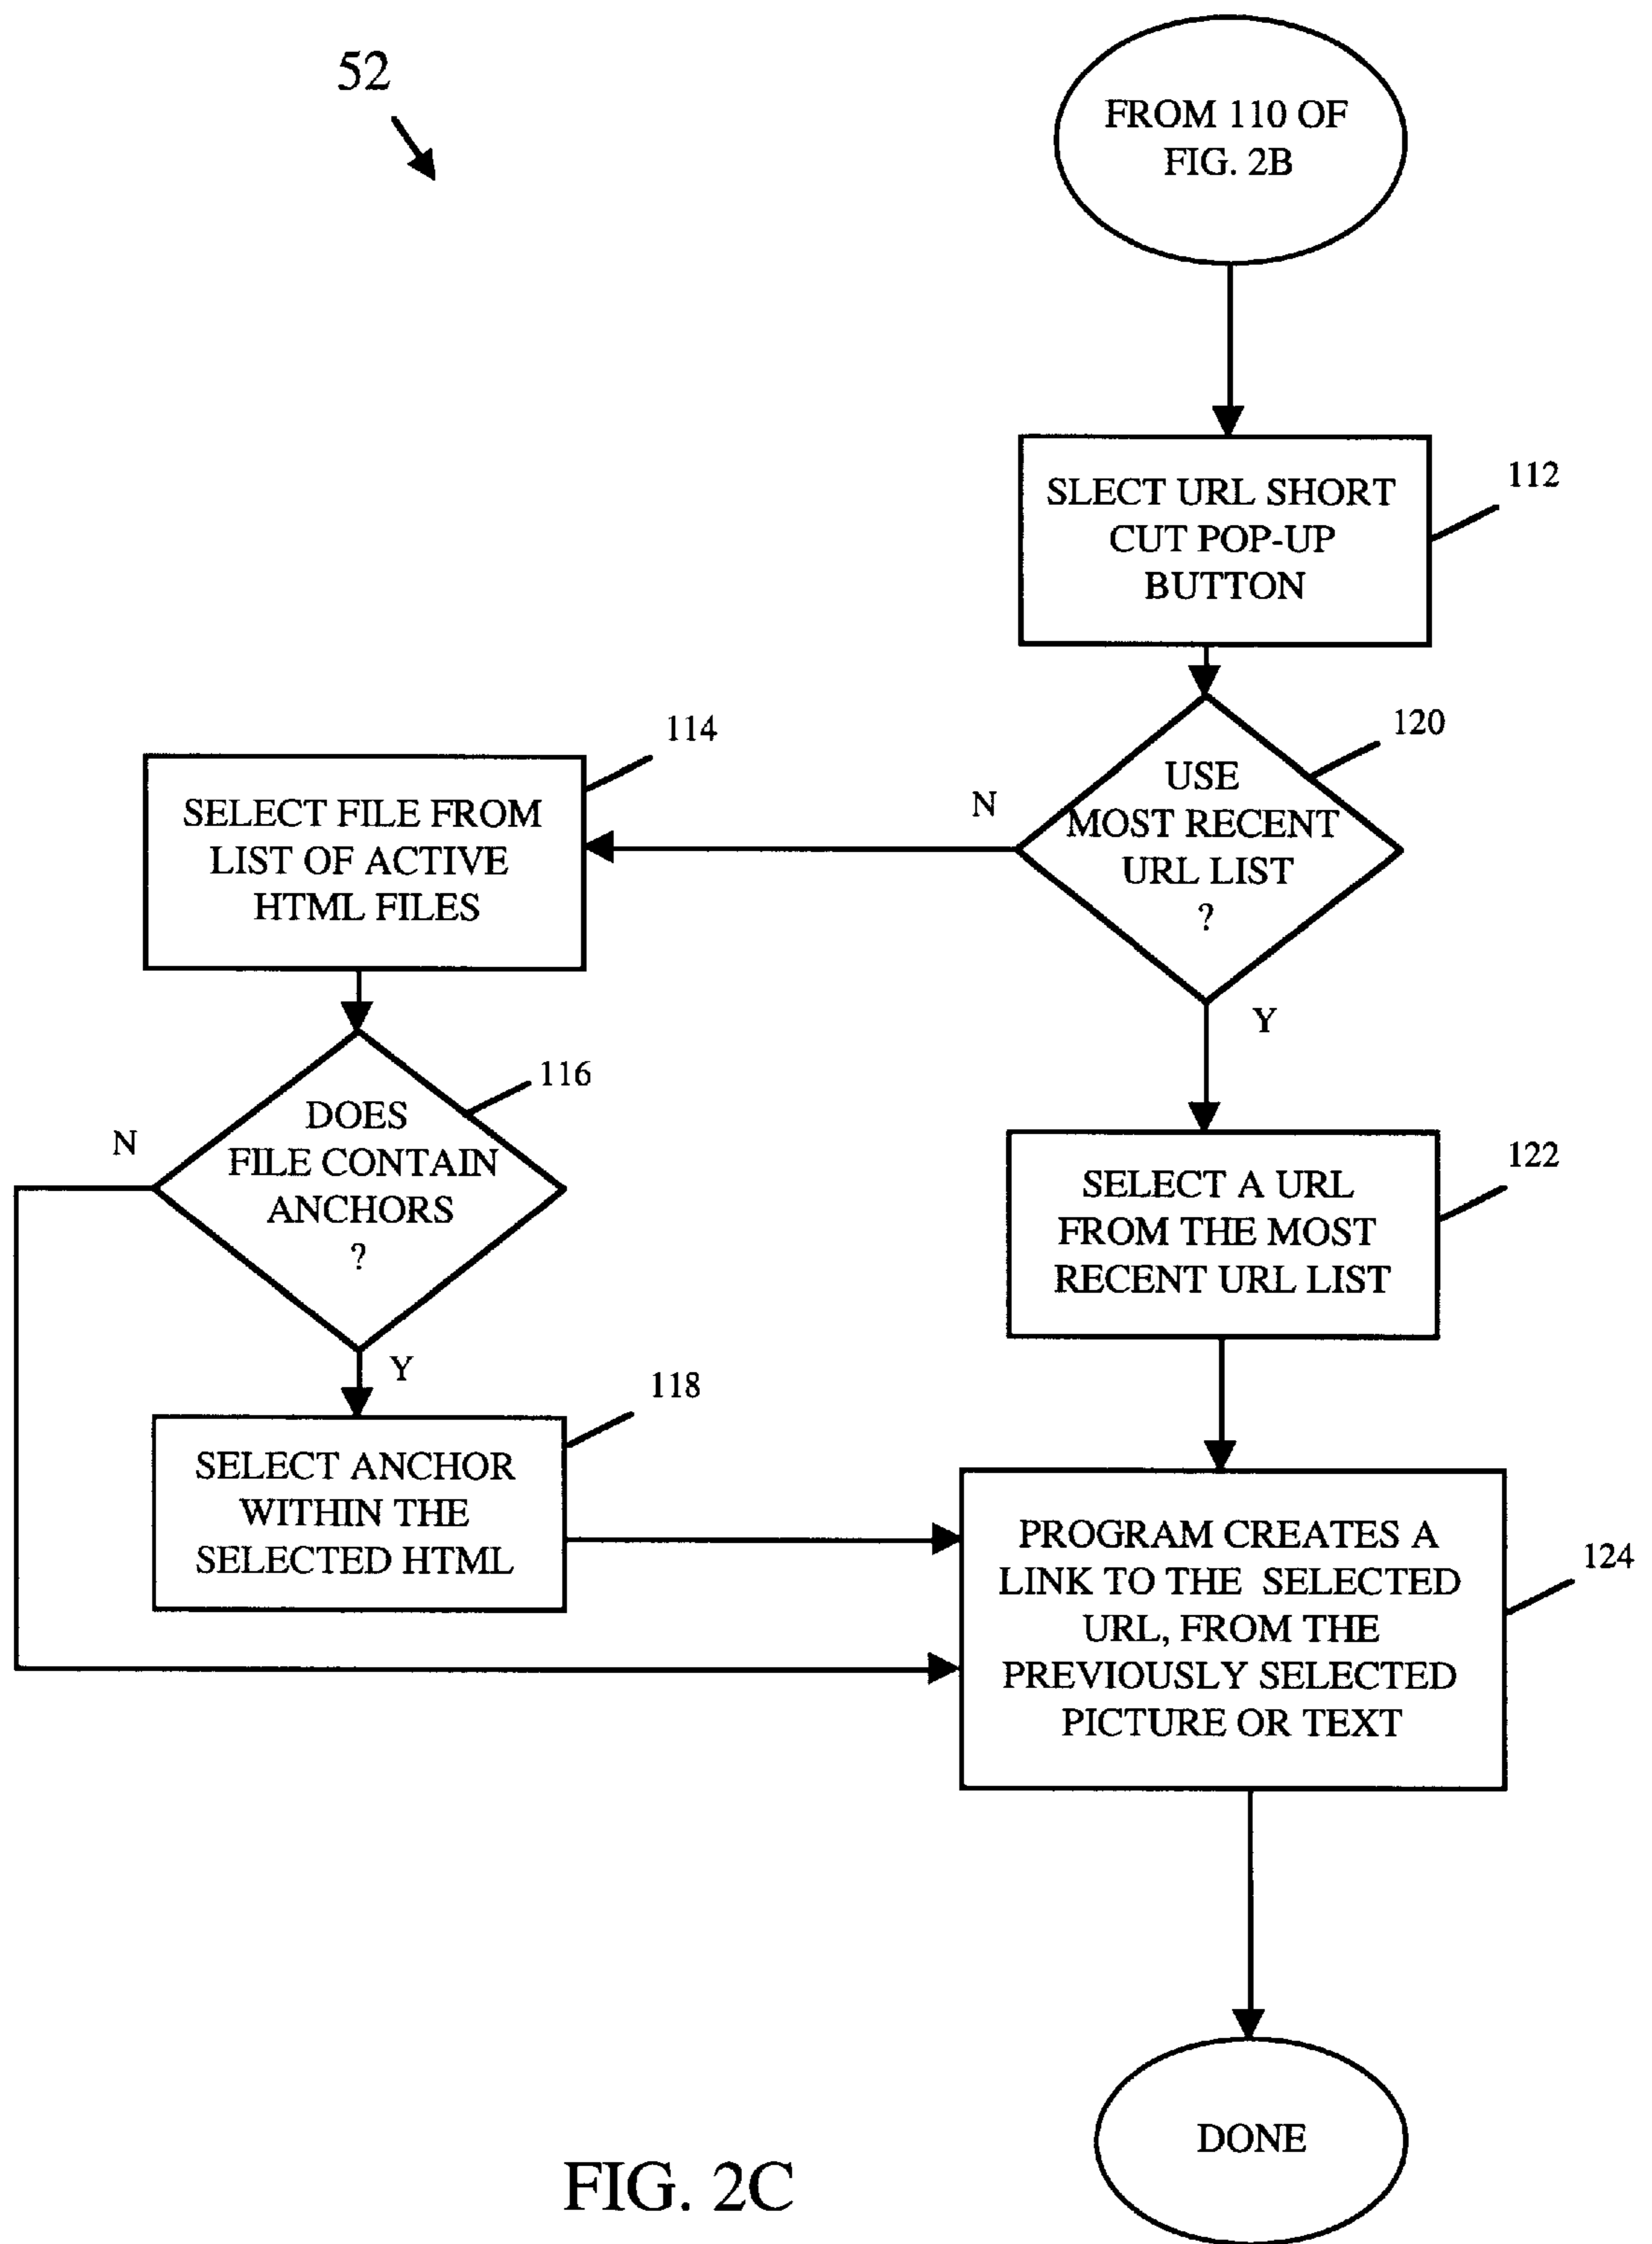 52
FROM 110 OF
FIG. 2B
SLECT URL SHORT
CUT POP-UP
BUTTON
112
120
USE
MOST RECENT
URL LIST
?
N
Y
114
SELECT FILE FROM
LIST OF ACTIVE
HTML FILES
116
DOES
FILE CONTAIN
ANCHORS
?
N
Y
118
SELECT ANCHOR
WITHIN THE
SELECTED HTML
122
SELECT A URL
FROM THE MOST
RECENT URL LIST
124
PROGRAM CREATES A
LINK TO THE SELECTED
URL, FROM THE
PREVIOUSLY SELECTED
PICTURE OR TEXT
DONE
FIG. 2C